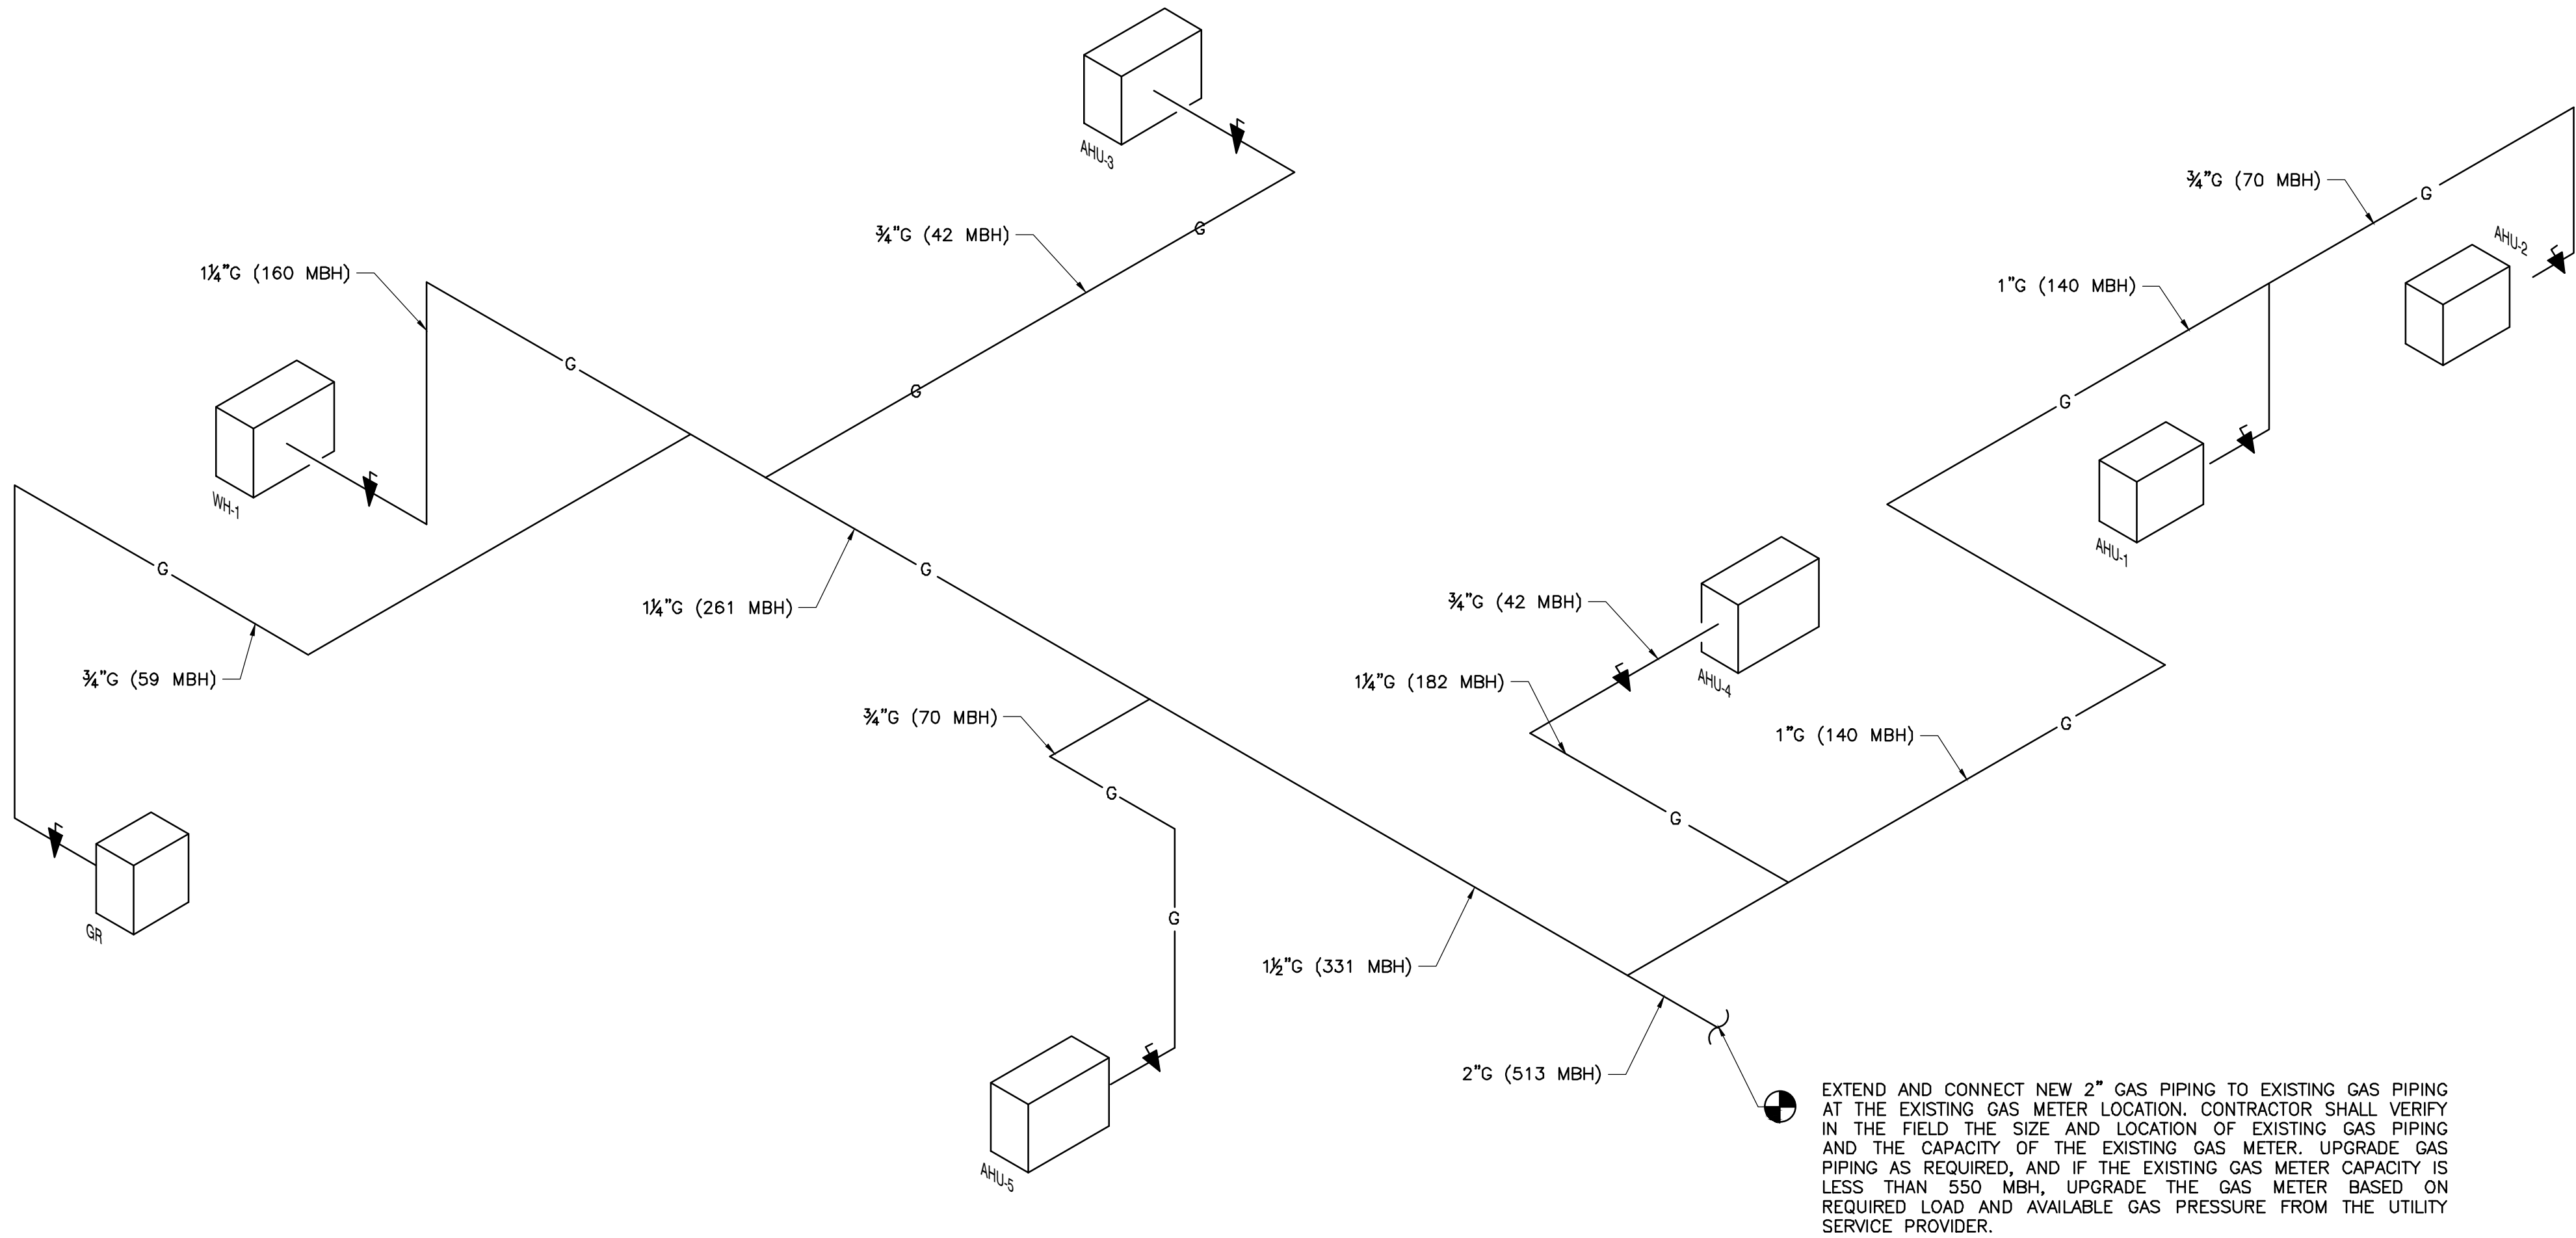 AHU-3
¾"G (70 MBH)
G
¾"G (42 MBH)
G
AHU-2
1¼"G (160 MBH)
1"G (140 MBH)
G
G
G
WH-1
AHU-1
G
G
¾"G (42 MBH)
1¼"G (261 MBH)
¾"G (59 MBH)
1¼"G (182 MBH)
AHU-4
¾"G (70 MBH)
G
1"G (140 MBH)
G
G
G
GR
1½"G (331 MBH)
2"G (513 MBH)
AHU-5
EXTEND AND CONNECT NEW 2" GAS PIPING TO EXISTING GAS PIPING
AT THE EXISTING GAS METER LOCATION. CONTRACTOR SHALL VERIFY
IN THE FIELD THE SIZE AND LOCATION OF EXISTING GAS PIPING
AND THE CAPACITY OF THE EXISTING GAS METER. UPGRADE GAS
PIPING AS REQUIRED, AND IF THE EXISTING GAS METER CAPACITY IS
LESS THAN 550 MBH, UPGRADE THE GAS METER BASED ON
REQUIRED LOAD AND AVAILABLE GAS PRESSURE FROM THE UTILITY
SERVICE PROVIDER.